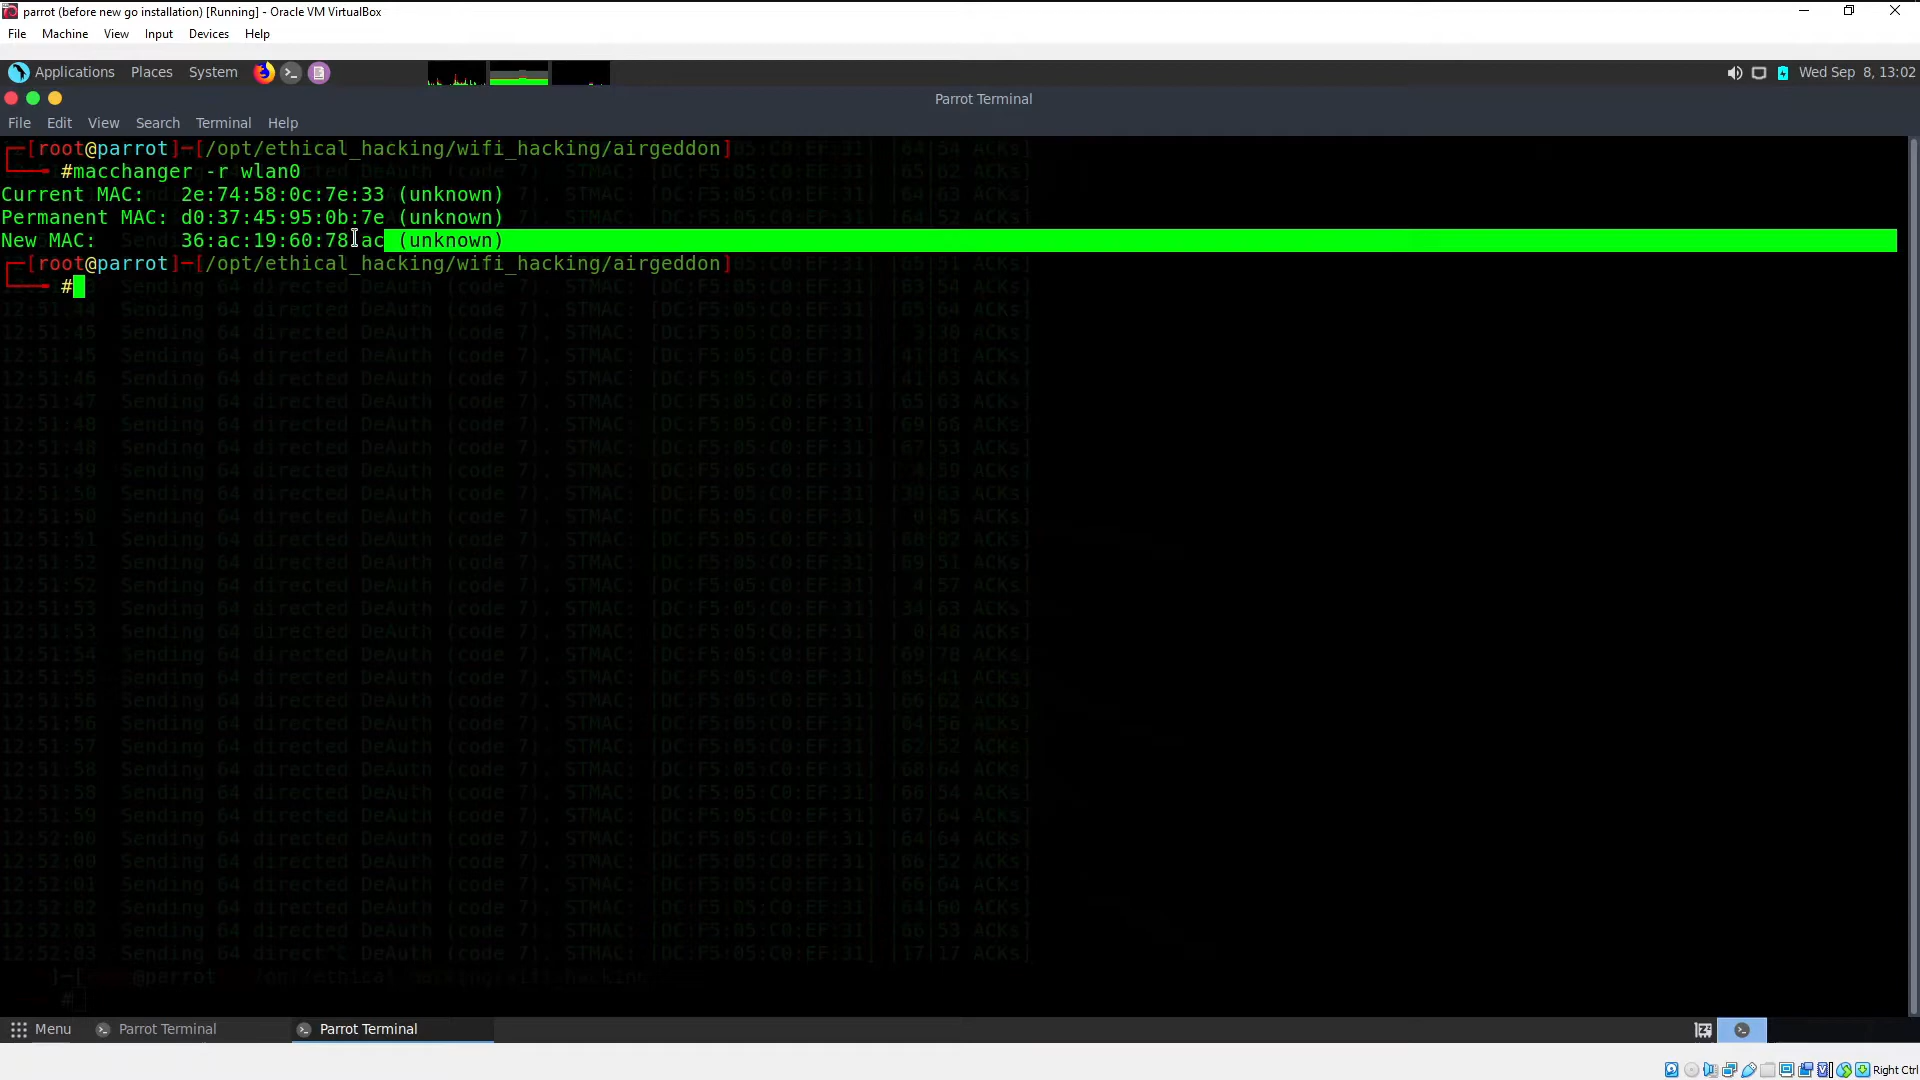 parrot (before new go installation) [Running] - Oracle VM VirtualBox
File Machine View Input Devices Help
Applications Places System Wed Sep 8, 13:02
Parrot Terminal
File Edit View Search Terminal Help
┌─[root@parrot]─[/opt/ethical_hacking/wifi_hacking/airgeddon]
└──╼ #macchanger -r wlan0
Current MAC:   2e:74:58:0c:7e:33 (unknown)
Permanent MAC: d0:37:45:95:0b:7e (unknown)
New MAC:       36:ac:19:60:78:ac (unknown)
┌─[root@parrot]─[/opt/ethical_hacking/wifi_hacking/airgeddon]
└──╼ #
12:51:44 Sending 64 directed DeAuth (code 7). STMAC: [DC:F5:05:C0:EF:31] [65|64 ACKs]
12:51:45 Sending 64 directed DeAuth (code 7). STMAC: [DC:F5:05:C0:EF:31] ACKs]
12:51:45 Sending 64 directed DeAuth (code 7). STMAC: [DC:F5:05:C0:EF:31] ACKs]
12:51:46 Sending 64 directed DeAuth (code 7). STMAC: [DC:F5:05:C0:EF:31] [41|63 ACKs]
12:51:47 Sending 64 directed DeAuth (code 7). STMAC: [DC:F5:05:C0:EF:31] [65|63 ACKs]
12:51:48 Sending 64 directed DeAuth (code 7). STMAC: [DC:F5:05:C0:EF:31] [69|66 ACKs]
12:51:48 Sending 64 directed DeAuth (code 7). STMAC: [DC:F5:05:C0:EF:31] [67|53 ACKs]
12:51:49 Sending 64 directed DeAuth (code 7). STMAC: [DC:F5:05:C0:EF:31] [ 4|59 ACKs]
12:51:50 Sending 64 directed DeAuth (code 7). STMAC: [DC:F5:05:C0:EF:31] [30|63 ACKs]
12:51:50 Sending 64 directed DeAuth (code 7). STMAC: [DC:F5:05:C0:EF:31] [ 0|45 ACKs]
12:51:51 Sending 64 directed DeAuth (code 7). STMAC: [DC:F5:05:C0:EF:31] ACKs]
12:51:52 Sending 64 directed DeAuth (code 7). STMAC: [DC:F5:05:C0:EF:31] [69|51 ACKs]
12:51:52 Sending 64 directed DeAuth (code 7). STMAC: [DC:F5:05:C0:EF:31] [ 4|57 ACKs]
12:51:53 Sending 64 directed DeAuth (code 7). STMAC: [DC:F5:05:C0:EF:31] [34|63 ACKs]
12:51:53 Sending 64 directed DeAuth (code 7). STMAC: [DC:F5:05:C0:EF:31] [ 0|48 ACKs]
12:51:54 Sending 64 directed DeAuth (code 7). STMAC: [DC:F5:05:C0:EF:31] [69|78 ACKs]
12:51:55 Sending 64 directed DeAuth (code 7). STMAC: [DC:F5:05:C0:EF:31] [65|41 ACKs]
12:51:56 Sending 64 directed DeAuth (code 7). STMAC: [DC:F5:05:C0:EF:31] [66|62 ACKs]
12:51:56 Sending 64 directed DeAuth (code 7). STMAC: [DC:F5:05:C0:EF:31] [64|56 ACKs]
12:51:57 Sending 64 directed DeAuth (code 7). STMAC: [DC:F5:05:C0:EF:31] [62|52 ACKs]
12:51:58 Sending 64 directed DeAuth (code 7). STMAC: [DC:F5:05:C0:EF:31] [68|64 ACKs]
12:51:58 Sending 64 directed DeAuth (code 7). STMAC: [DC:F5:05:C0:EF:31] [66|54 ACKs]
12:51:59 Sending 64 directed DeAuth (code 7). STMAC: [DC:F5:05:C0:EF:31] [67|64 ACKs]
12:52:00 Sending 64 directed DeAuth (code 7). STMAC: [DC:F5:05:C0:EF:31] [64|64 ACKs]
12:52:00 Sending 64 directed DeAuth (code 7). STMAC: [DC:F5:05:C0:EF:31] [66|52 ACKs]
12:52:01 Sending 64 directed DeAuth (code 7). STMAC: [DC:F5:05:C0:EF:31] [66|64 ACKs]
12:52:02 Sending 64 directed DeAuth (code 7). STMAC: [DC:F5:05:C0:EF:31] [64|60 ACKs]
12:52:03 Sending 64 directed DeAuth (code 7). STMAC: [DC:F5:05:C0:EF:31] [66|53 ACKs]
12:52:03 Sending 64 direct^C DeAuth (code 7). STMAC: [DC:F5:05:C0:EF:31] [17|17 ACKs]
Menu Parrot Terminal Parrot Terminal
Right Ctrl